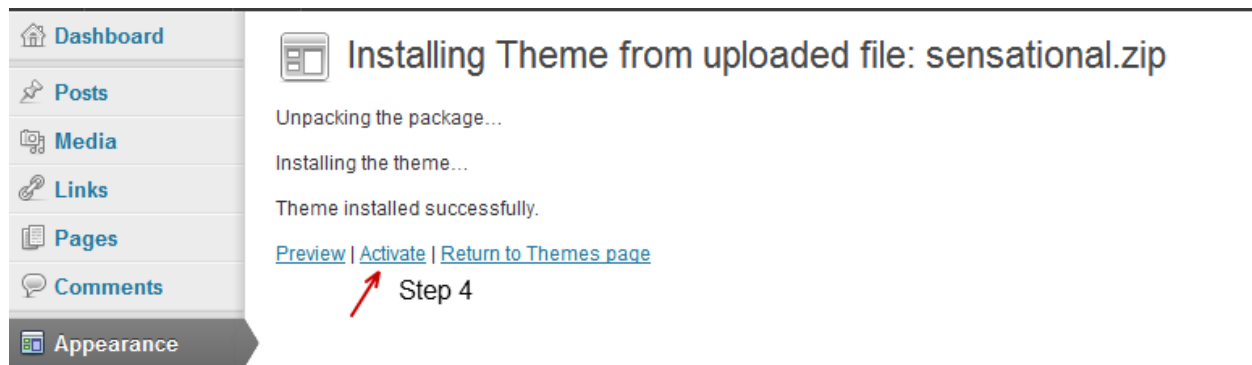 Dashboard
Posts
Media
Links
Pages
Comments
Appearance
Installing Theme from uploaded file: sensational.zip
Unpacking the package…
Installing the theme…
Theme installed successfully.
Preview | Activate | Return to Themes page
Step 4